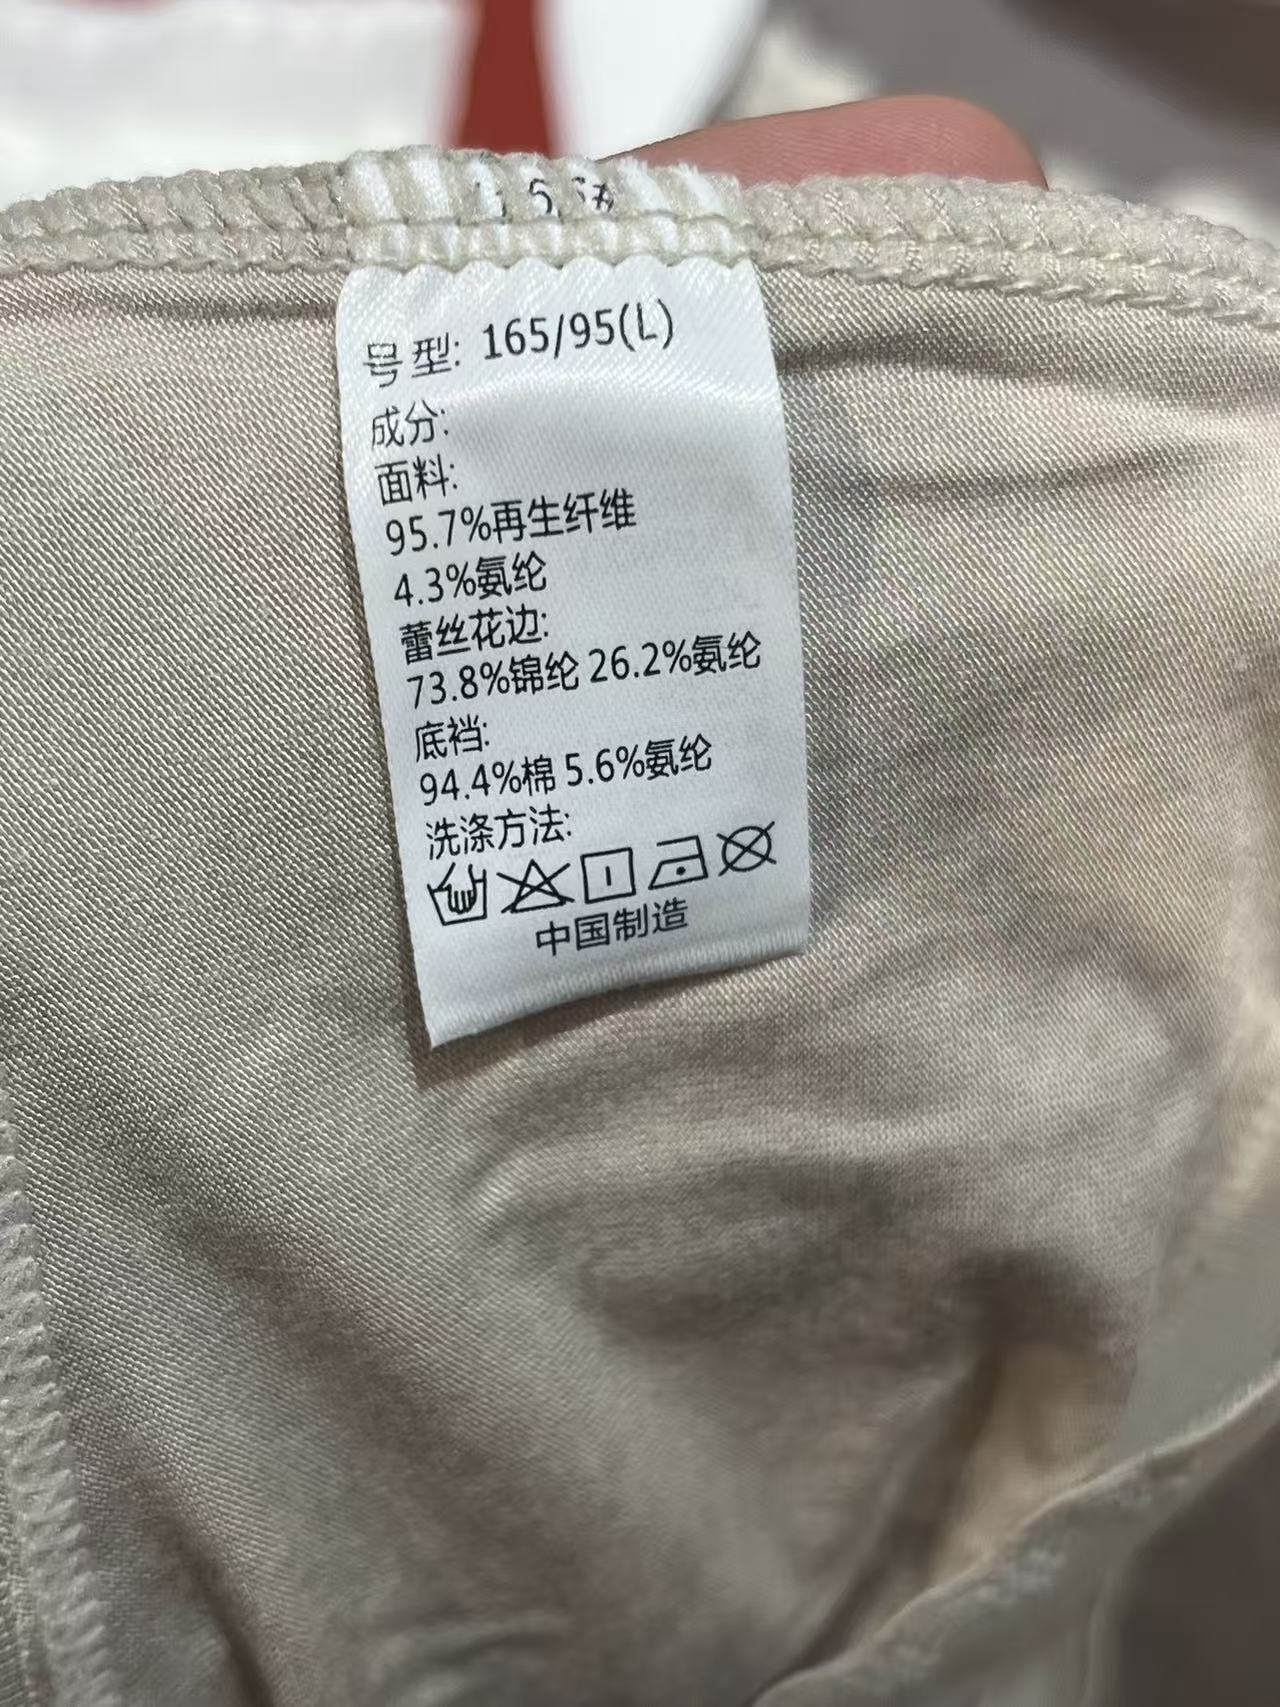 号型: 165/95(L)
成分:
面料:
95.7%再生纤维
4.3%氨纶
蕾丝花边:
73.8%锦纶 26.2%氨纶
底裆:
94.4%棉 5.6%氨纶
洗涤方法:
中国制造